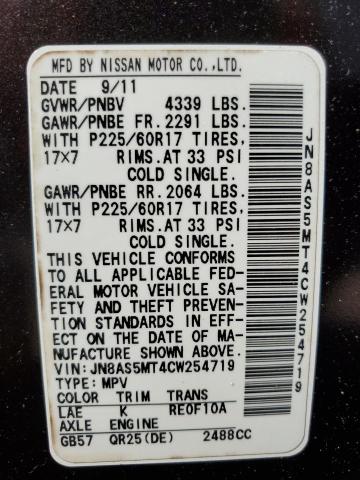 MFD BY NISSAN MOTOR CO.,LTD.
DATE 9/11
GVWR/PNBV 4339 LBS.
GAWR/PNBE FR. 2291 LBS.
WITH P225/60R17 TIRES,
17×7 RIMS. AT 33 PSI
COLD SINGLE.
GAWR/PNBE RR. 2064 LBS.
WITH P225/60R17 TIRES,
17×7 RIMS. AT 33 PSI
COLD SINGLE.
THIS VEHICLE CONFORMS
TO ALL APPLICABLE FED-
ERAL MOTOR VEHICLE SA-
FETY AND THEFT PREVEN-
TION STANDARDS IN EFF-
ECT ON THE DATE OF MA-
NUFACTURE SHOWN ABOVE.
VIN: JN8AS5MT4CW254719
TYPE: MPV
COLOR TRIM TRANS
LAE K RE0F10A
AXLE ENGINE
GB57 QR25(DE) 2488CC
JN8AS5MT4CW254719